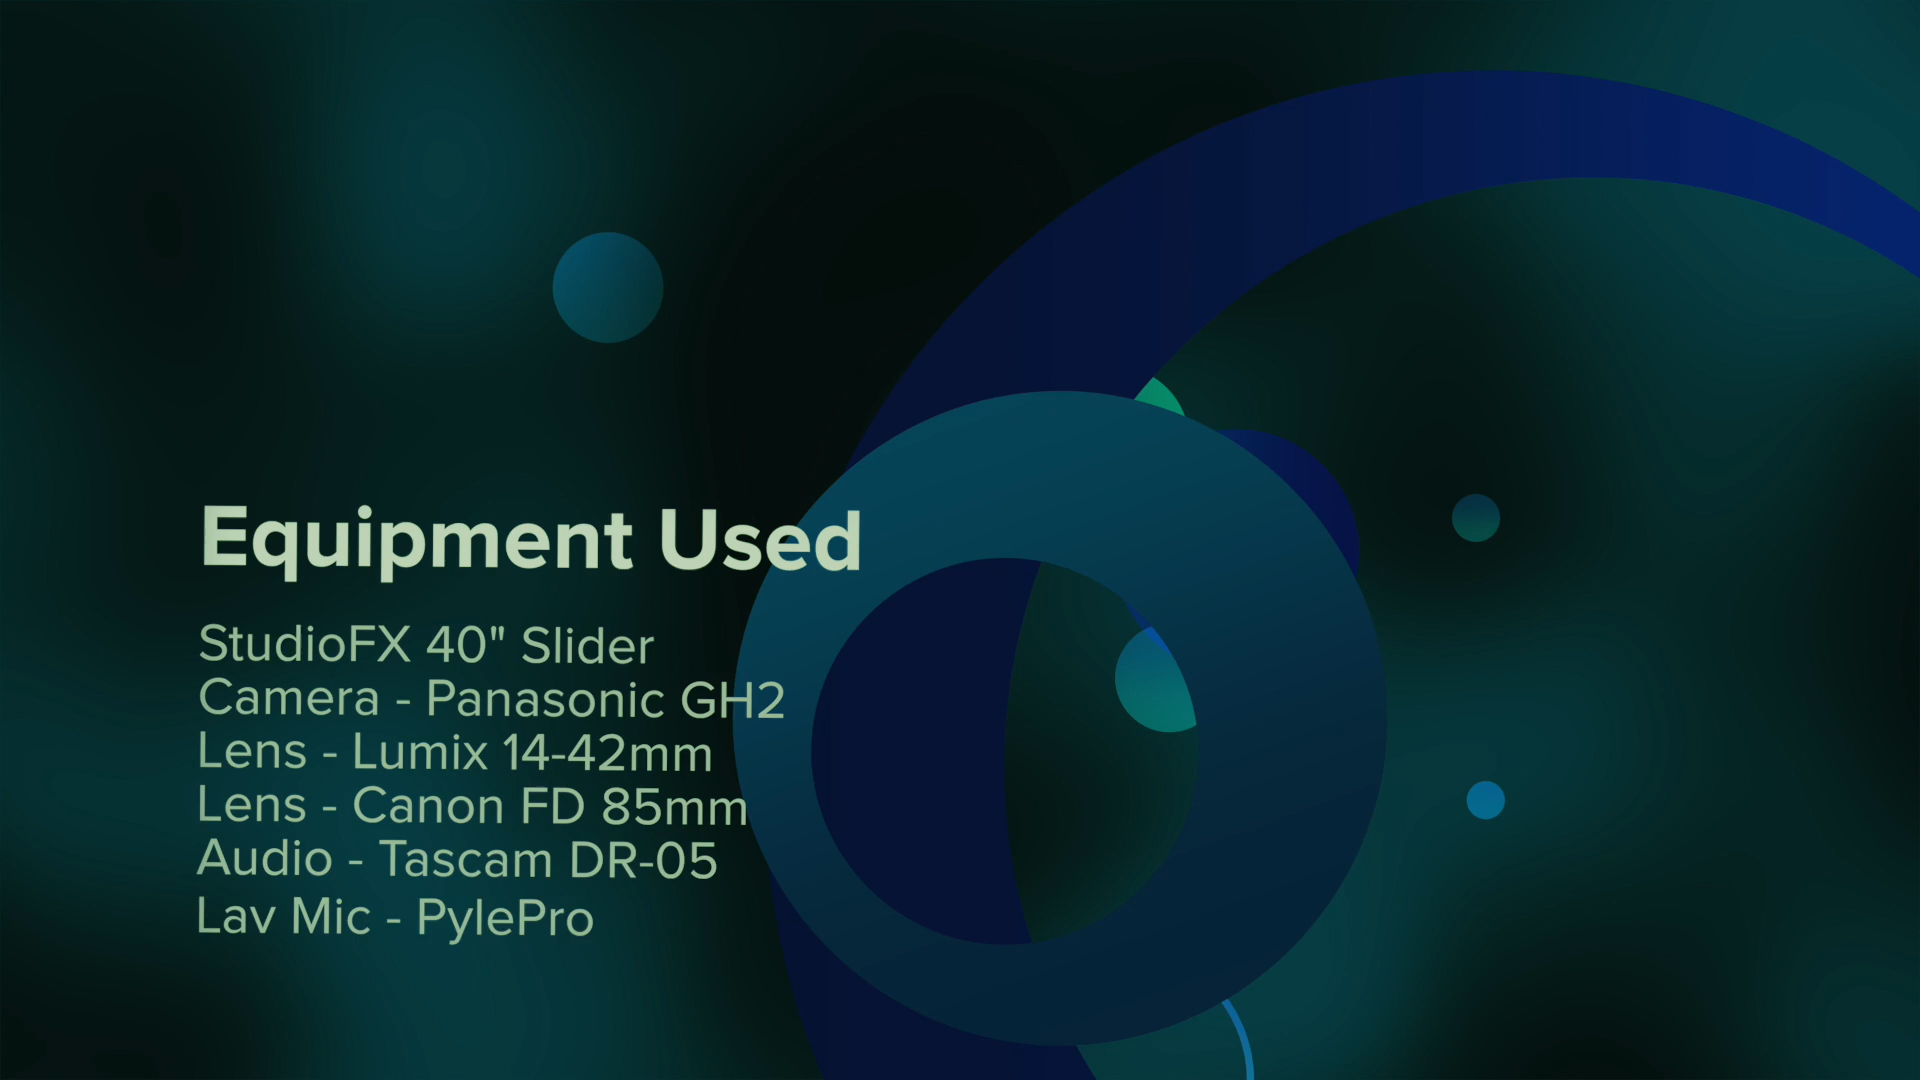 Equipment Used
StudioFX 40" Slider
Camera - Panasonic GH2
Lens - Lumix 14-42mm
Lens - Canon FD 85mm
Audio - Tascam DR-05
Lav Mic - PylePro